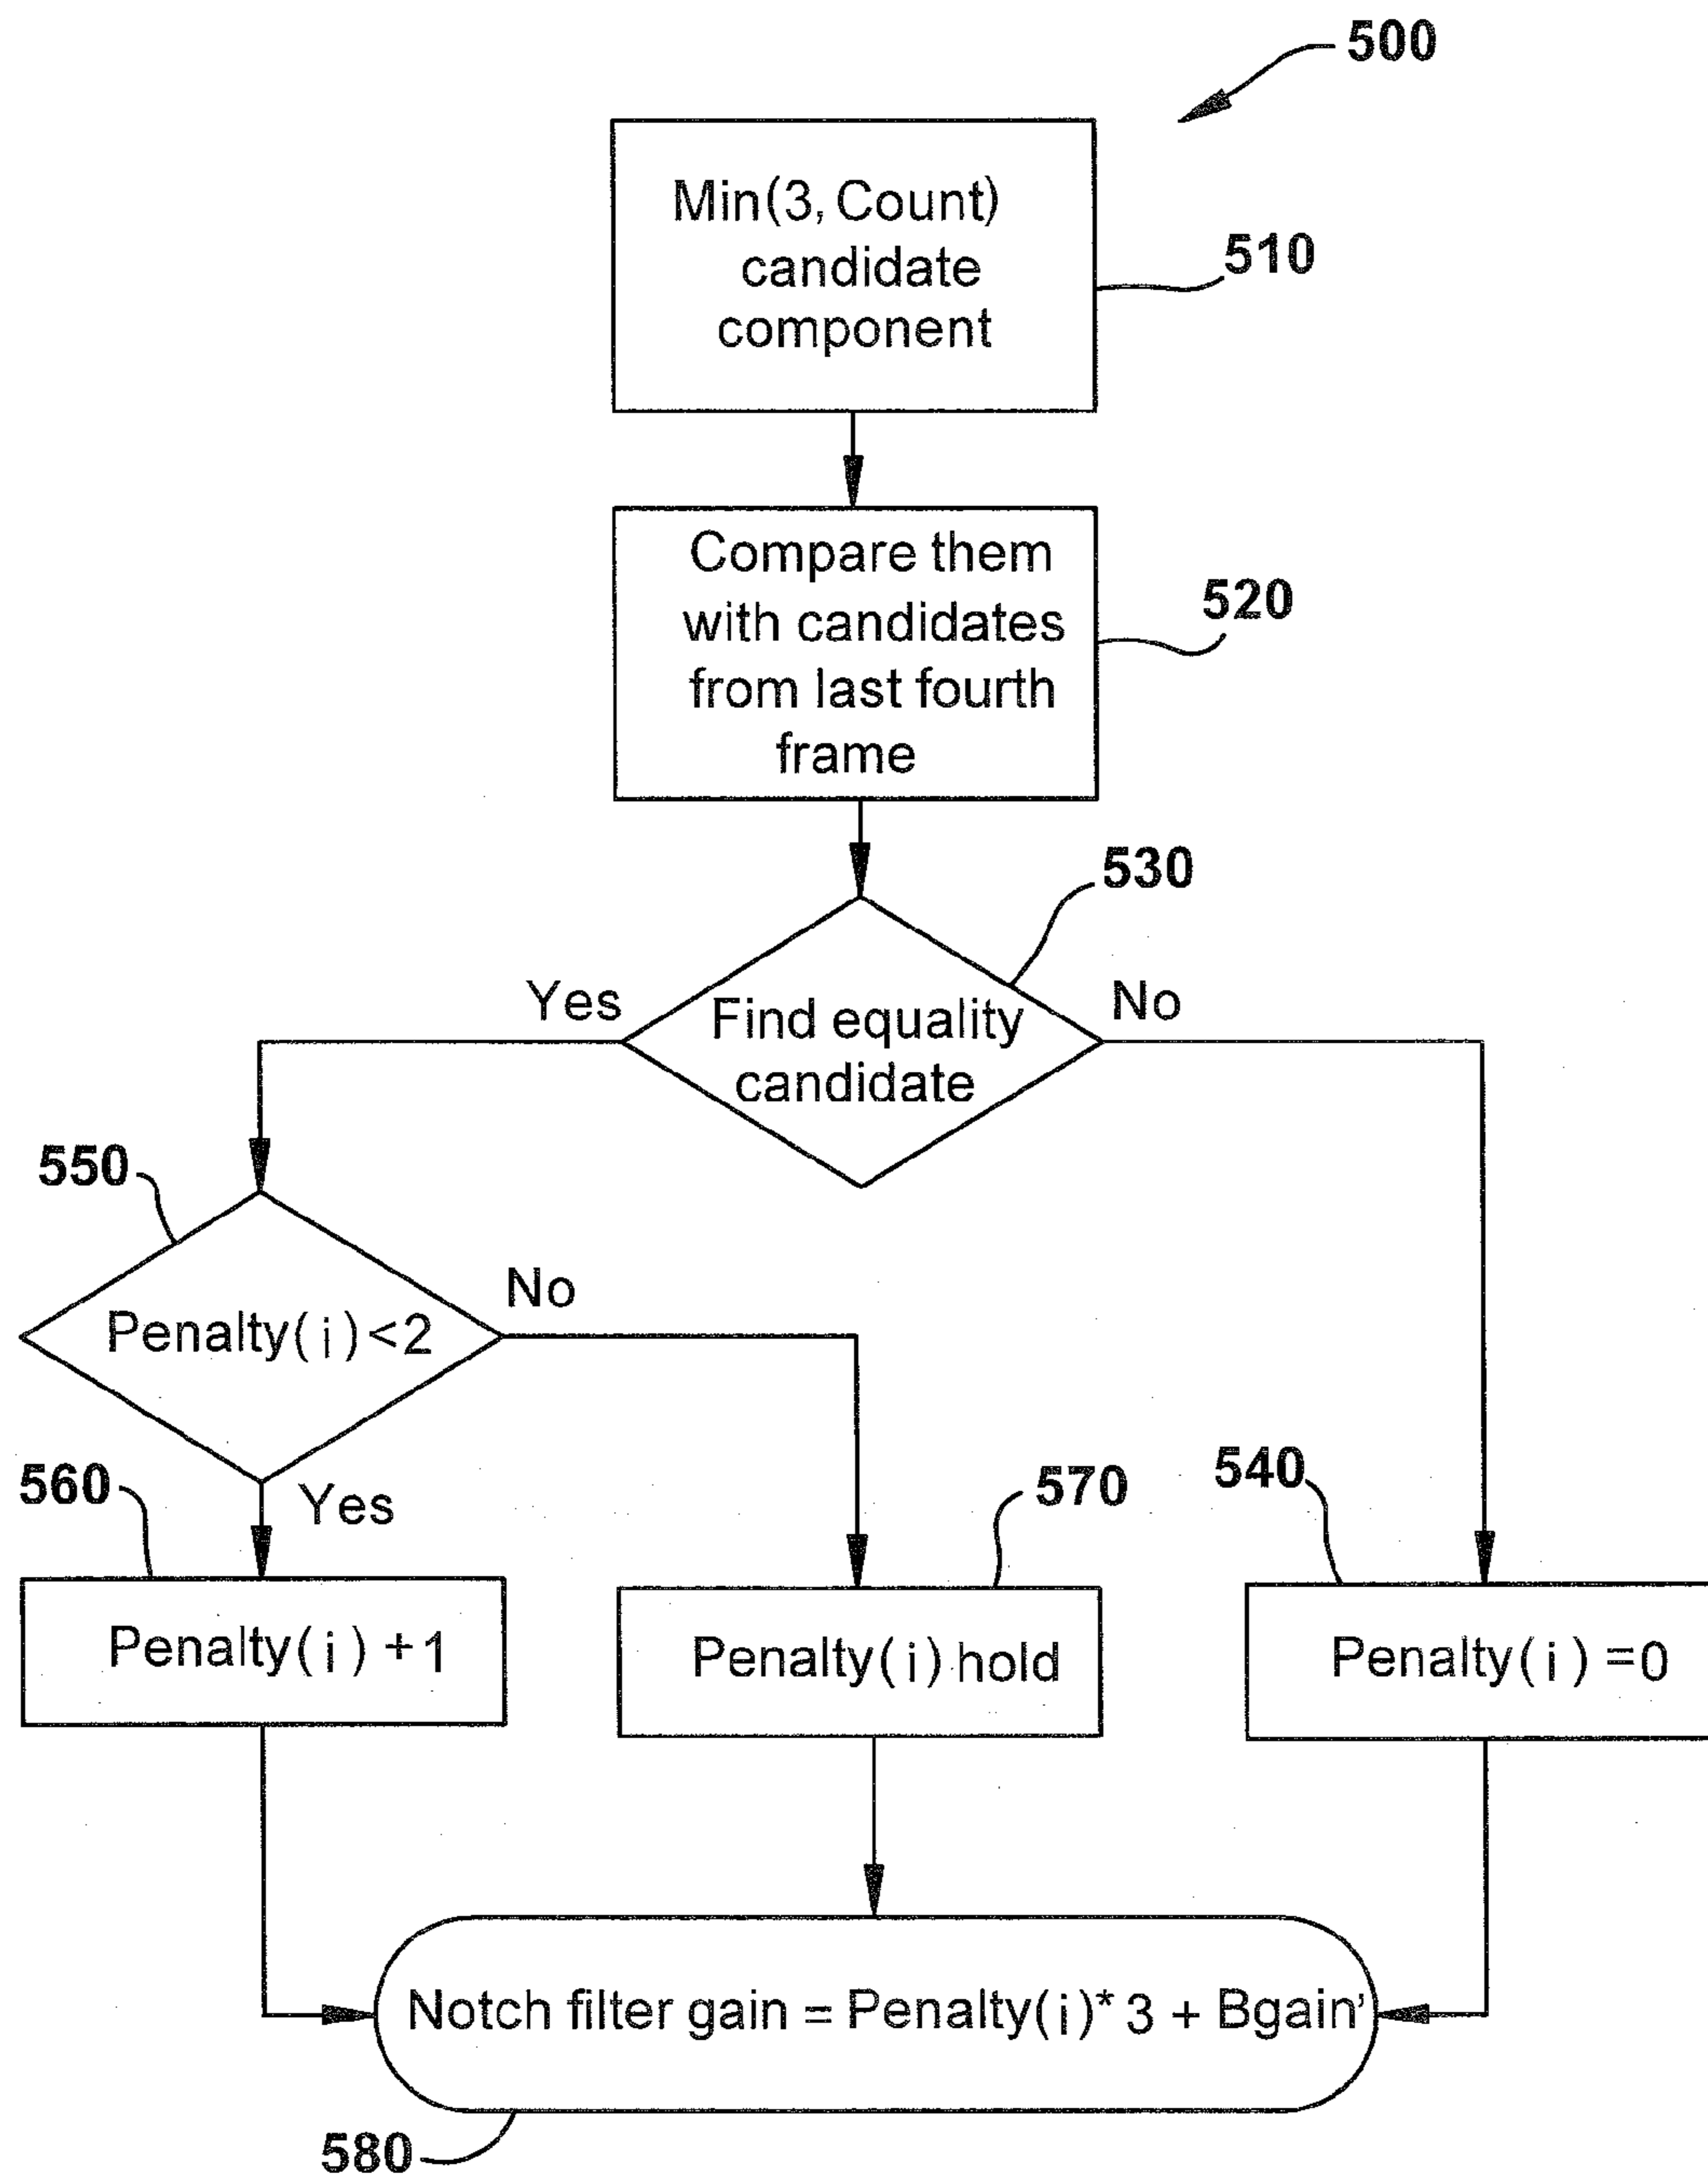 500
Min(3, Count)
candidate
component
510
Compare them
with candidates
from last fourth
frame
520
530
Yes
Find equality
candidate
No
550
Penalty(i)<2
No
Yes
560
570
540
Penalty(i) +1
Penalty(i) hold
Penalty(i) =0
Notch filter gain = Penalty(i)* 3 + Bgain'
580